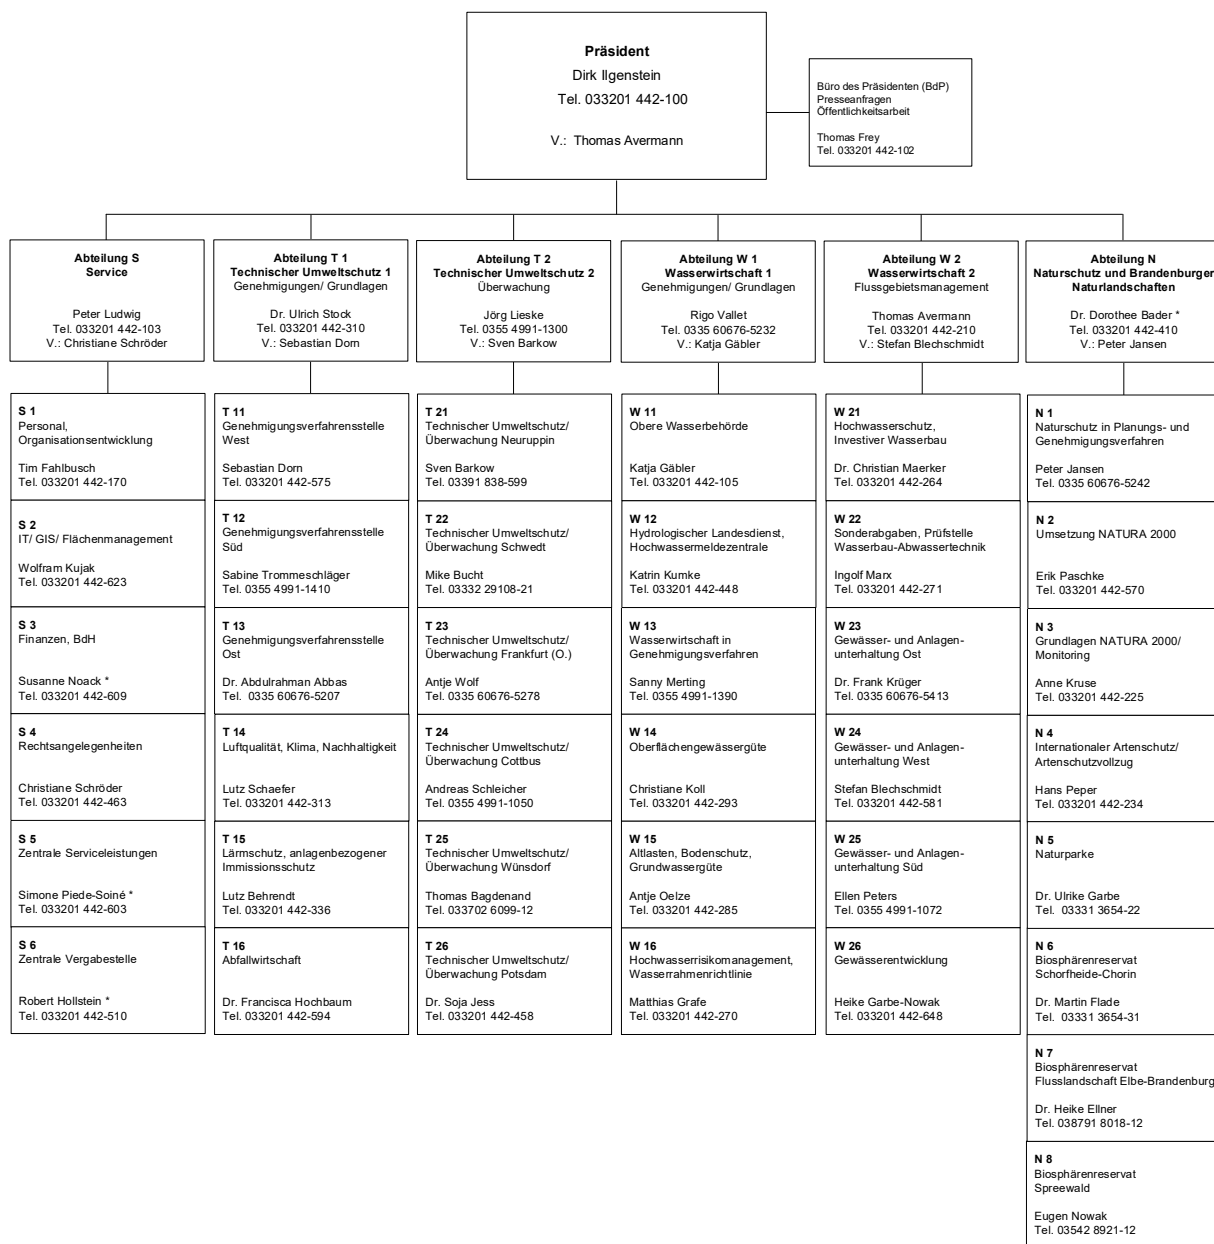 Präsident
Dirk Ilgenstein
Tel. 033201 442-100
V.: Thomas Avermann
Büro des Präsidenten (BdP)
Presseanfragen
Öffentlichkeitsarbeit
Thomas Frey
Tel. 033201 442-102
Abteilung S
Service
Peter Ludwig
Tel. 033201 442-103
V.: Christiane Schröder
Abteilung T 1
Technischer Umweltschutz 1
Genehmigungen/ Grundlagen
Dr. Ulrich Stock
Tel. 033201 442-310
V.: Sebastian Dorn
Abteilung T 2
Technischer Umweltschutz 2
Überwachung
Jörg Lieske
Tel. 0355 4991-1300
V.: Sven Barkow
Abteilung W 1
Wasserwirtschaft 1
Genehmigungen/ Grundlagen
Rigo Vallet
Tel. 0335 60676-5232
V.: Katja Gäbler
Abteilung W 2
Wasserwirtschaft 2
Flussgebietsmanagement
Thomas Avermann
Tel. 033201 442-210
V.: Stefan Blechschmidt
Abteilung N
Naturschutz und Brandenburger
Naturlandschaften
Dr. Dorothee Bader *
Tel. 033201 442-410
V.: Peter Jansen
S 1
Personal,
Organisationsentwicklung
Tim Fahlbusch
Tel. 033201 442-170
S 2
IT/ GIS/ Flächenmanagement
Wolfram Kujak
Tel. 033201 442-623
S 3
Finanzen, BdH
Susanne Noack *
Tel. 033201 442-609
S 4
Rechtsangelegenheiten
Christiane Schröder
Tel. 033201 442-463
S 5
Zentrale Serviceleistungen
Simone Piede-Soiné *
Tel. 033201 442-603
S 6
Zentrale Vergabestelle
Robert Hollstein *
Tel. 033201 442-510
T 11
Genehmigungsverfahrensstelle
West
Sebastian Dorn
Tel. 033201 442-575
T 12
Genehmigungsverfahrensstelle
Süd
Sabine Trommeschläger
Tel. 0355 4991-1410
T 13
Genehmigungsverfahrensstelle
Ost
Dr. Abdulrahman Abbas
Tel. 0335 60676-5207
T 14
Luftqualität, Klima, Nachhaltigkeit
Lutz Schaefer
Tel. 033201 442-313
T 15
Lärmschutz, anlagenbezogener
Immissionsschutz
Lutz Behrendt
Tel. 033201 442-336
T 16
Abfallwirtschaft
Dr. Francisca Hochbaum
Tel. 033201 442-594
T 21
Technischer Umweltschutz/
Überwachung Neuruppin
Sven Barkow
Tel. 03391 838-599
T 22
Technischer Umweltschutz/
Überwachung Schwedt
Mike Bucht
Tel. 03332 29108-21
T 23
Technischer Umweltschutz/
Überwachung Frankfurt (O.)
Antje Wolf
Tel. 0335 60676-5278
T 24
Technischer Umweltschutz/
Überwachung Cottbus
Andreas Schleicher
Tel. 0355 4991-1050
T 25
Technischer Umweltschutz/
Überwachung Wünsdorf
Thomas Bagdenand
Tel. 033702 6099-12
T 26
Technischer Umweltschutz/
Überwachung Potsdam
Dr. Soja Jess
Tel. 033201 442-458
W 11
Obere Wasserbehörde
Katja Gäbler
Tel. 033201 442-105
W 12
Hydrologischer Landesdienst,
Hochwassermeldezentrale
Katrin Kumke
Tel. 033201 442-448
W 13
Wasserwirtschaft in
Genehmigungsverfahren
Sanny Merting
Tel. 0355 4991-1390
W 14
Oberflächengewässergüte
Christiane Koll
Tel. 033201 442-293
W 15
Altlasten, Bodenschutz,
Grundwassergüte
Antje Oelze
Tel. 033201 442-285
W 16
Hochwasserrisikomanagement,
Wasserrahmenrichtlinie
Matthias Grafe
Tel. 033201 442-270
W 21
Hochwasserschutz,
Investiver Wasserbau
Dr. Christian Maerker
Tel. 033201 442-264
W 22
Sonderabgaben, Prüfstelle
Wasserbau-Abwassertechnik
Ingolf Marx
Tel. 033201 442-271
W 23
Gewässer- und Anlagen-
unterhaltung Ost
Dr. Frank Krüger
Tel. 0335 60676-5413
W 24
Gewässer- und Anlagen-
unterhaltung West
Stefan Blechschmidt
Tel. 033201 442-581
W 25
Gewässer- und Anlagen-
unterhaltung Süd
Ellen Peters
Tel. 0355 4991-1072
W 26
Gewässerentwicklung
Heike Garbe-Nowak
Tel. 033201 442-648
N 1
Naturschutz in Planungs- und
Genehmigungsverfahren
Peter Jansen
Tel. 0335 60676-5242
N 2
Umsetzung NATURA 2000
Erik Paschke
Tel. 033201 442-570
N 3
Grundlagen NATURA 2000/
Monitoring
Anne Kruse
Tel. 033201 442-225
N 4
Internationaler Artenschutz/
Artenschutzvollzug
Hans Peper
Tel. 033201 442-234
N 5
Naturparke
Dr. Ulrike Garbe
Tel. 03331 3654-22
N 6
Biosphärenreservat
Schorfheide-Chorin
Dr. Martin Flade
Tel. 03331 3654-31
N 7
Biosphärenreservat
Flusslandschaft Elbe-Brandenburg
Dr. Heike Ellner
Tel. 038791 8018-12
N 8
Biosphärenreservat
Spreewald
Eugen Nowak
Tel. 03542 8921-12